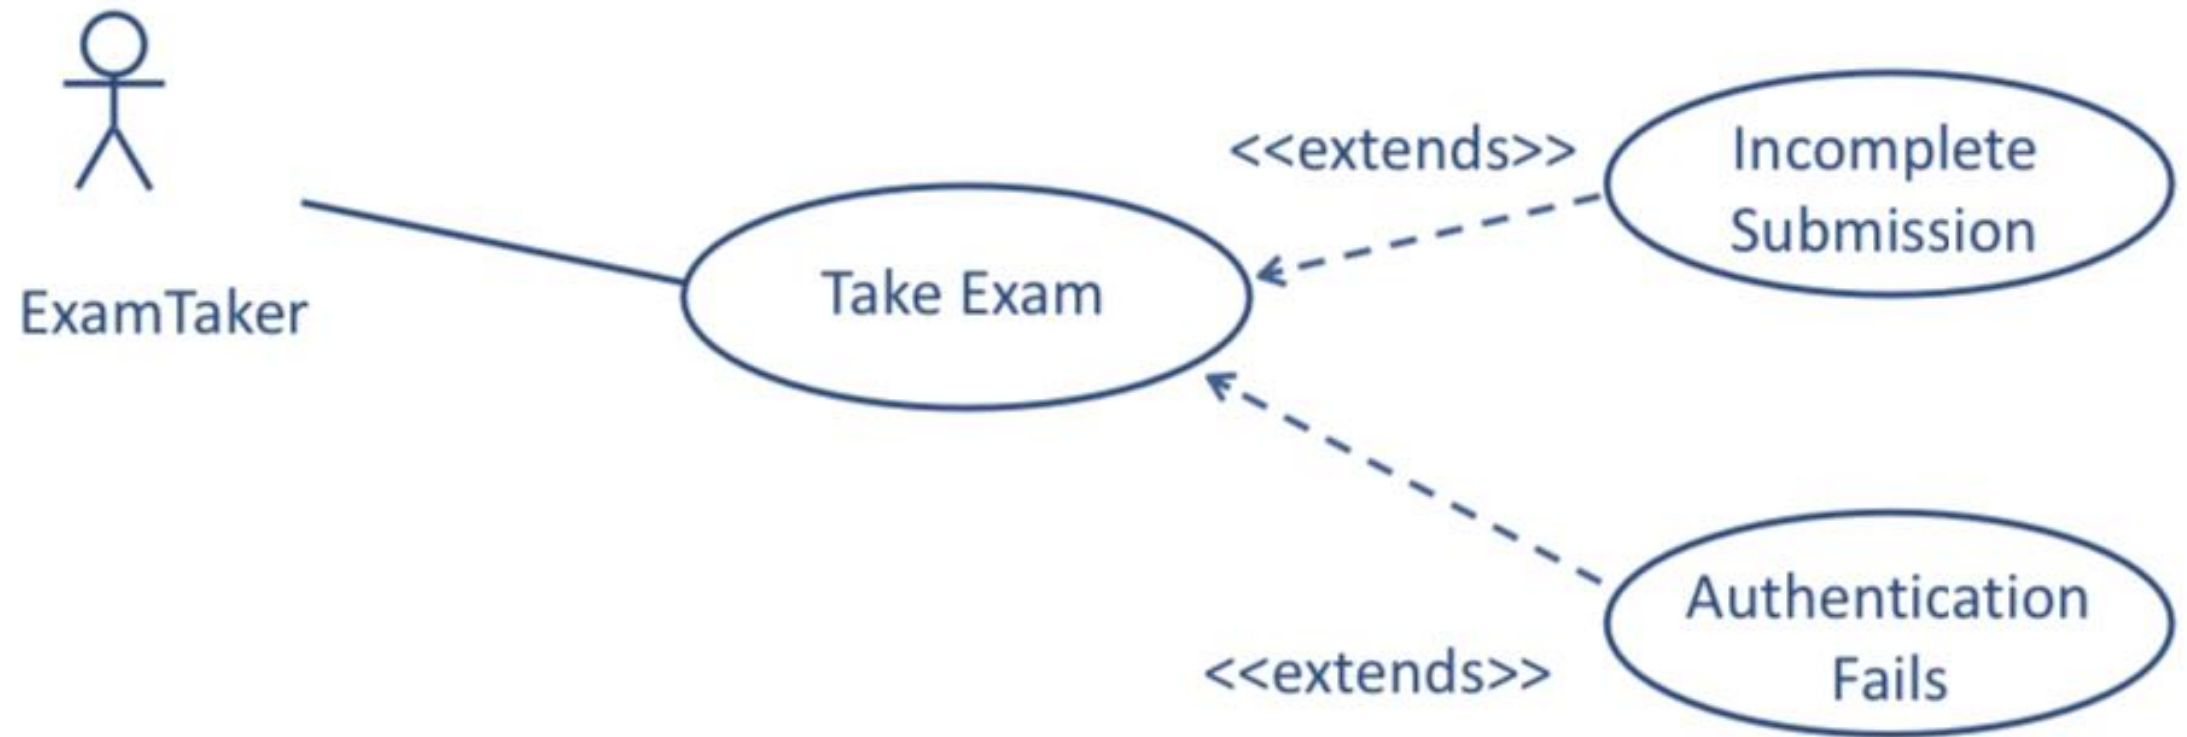 ExamTaker
Take Exam
<<extends>>
Incomplete
Submission
<<extends>>
Authentication
Fails